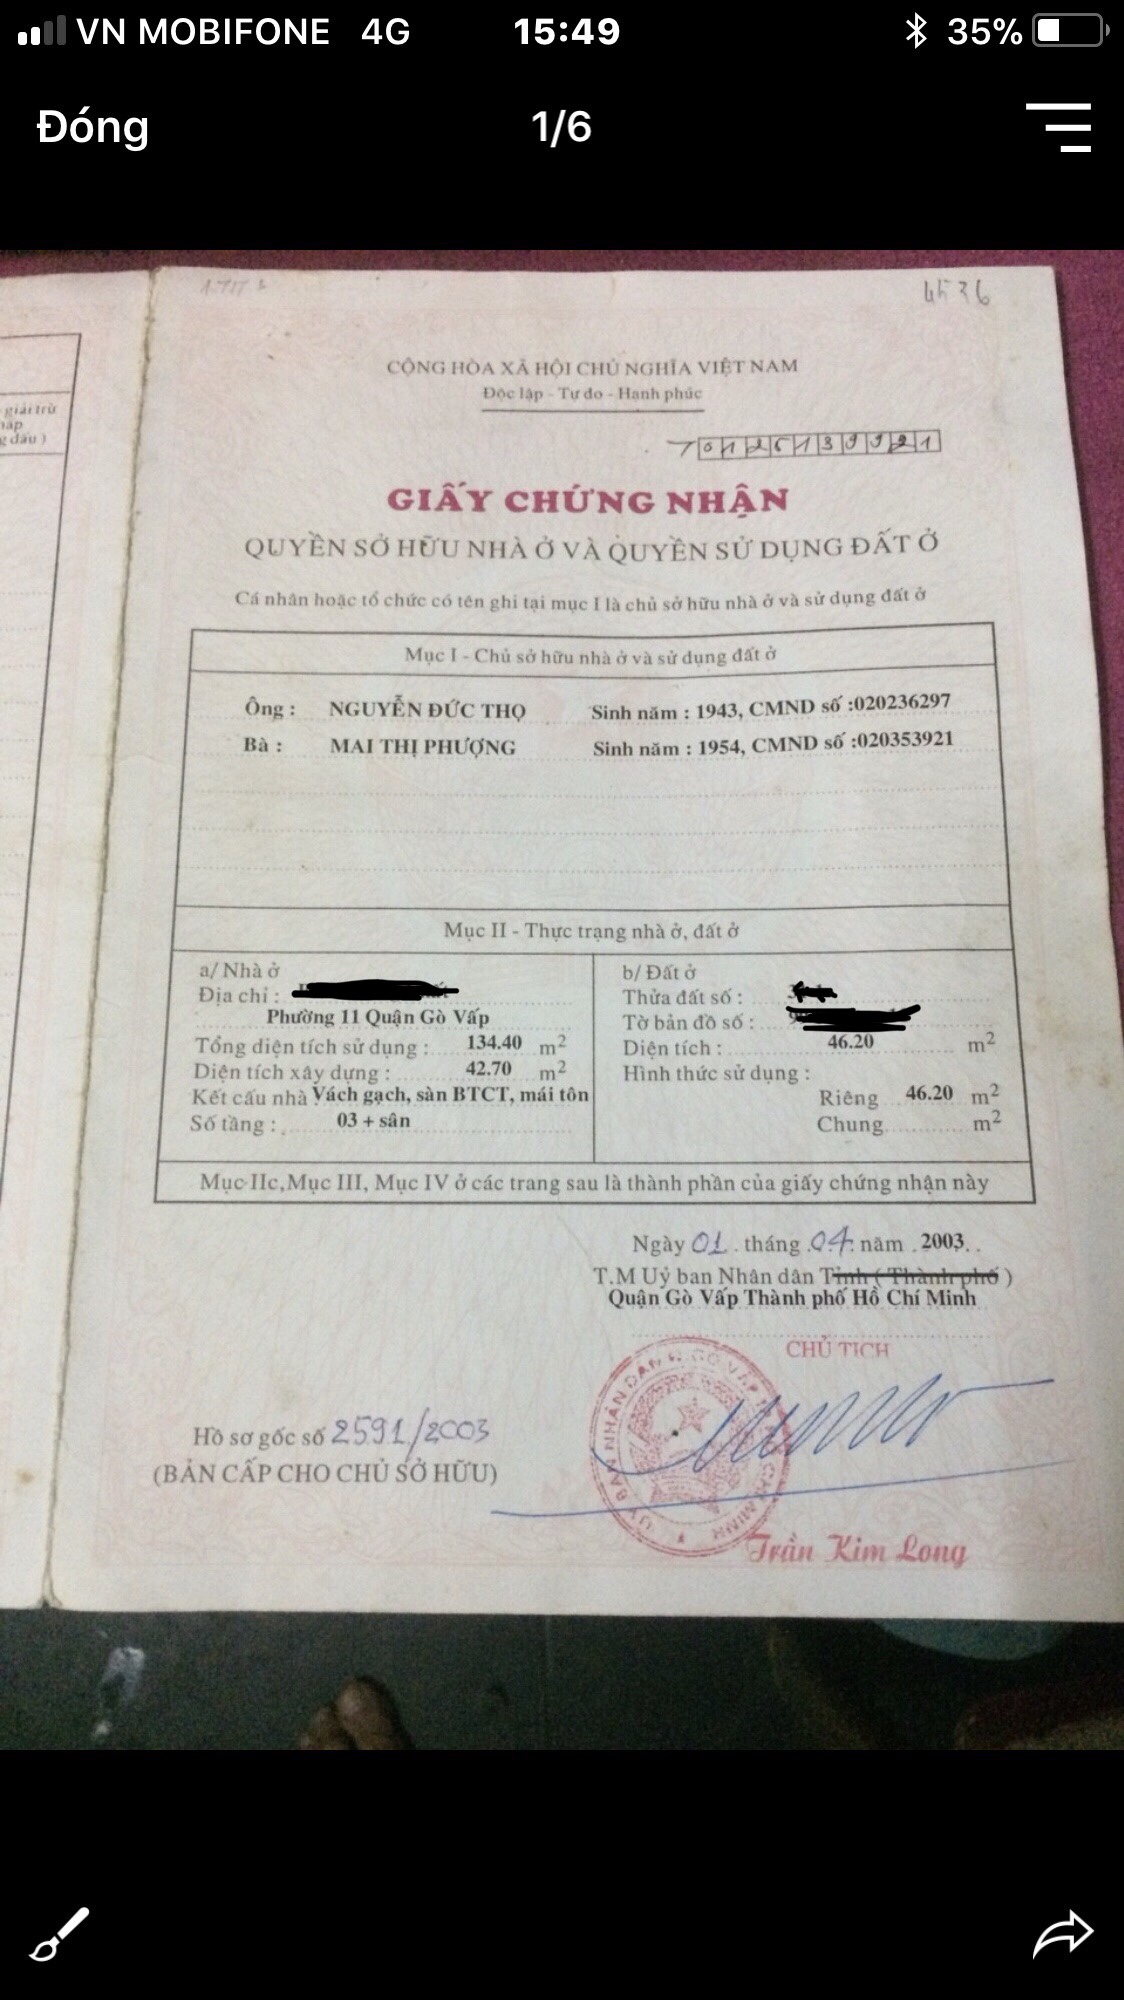 VN MOBIFONE 4G 15:49 35%
Đóng 1/6
4536
CỘNG HÒA XÃ HỘI CHỦ NGHĨA VIỆT NAM
Độc lập - Tự do - Hạnh phúc
giải trừ
GIẤY CHỨNG NHẬN
QUYỀN SỞ HỮU NHÀ Ở VÀ QUYỀN SỬ DỤNG ĐẤT Ở
Cá nhân hoặc tổ chức có tên ghi tại mục I là chủ sở hữu nhà ở và sử dụng đất ở
Mục I - Chủ sở hữu nhà ở và sử dụng đất ở
Ông : NGUYỄN ĐỨC THỌ Sinh năm : 1943, CMND số :020236297
Bà : MAI THỊ PHƯỢNG Sinh năm : 1954, CMND số :020353921
Mục II - Thực trạng nhà ở, đất ở
a/ Nhà ở
Địa chỉ :
Phường 11 Quận Gò Vấp
Tổng diện tích sử dụng : 134.40 m2
Diện tích xây dựng : 42.70 m2
Kết cấu nhà Vách gạch, sàn BTCT, mái tôn
Số tầng : 03 + sân
b/ Đất ở
Thửa đất số :
Tờ bản đồ số :
Diện tích : 46.20 m2
Hình thức sử dụng :
Riêng 46.20 m2
Chung m2
Mục IIc, Mục III, Mục IV ở các trang sau là thành phần của giấy chứng nhận này
Ngày 01 tháng 04 năm 2003
T.M Uỷ ban Nhân dân Tỉnh ( Thành phố )
Quận Gò Vấp Thành phố Hồ Chí Minh
CHỦ TỊCH
Hồ sơ gốc số 2591/2003
(BẢN CẤP CHO CHỦ SỞ HỮU)
Trần Kim Long